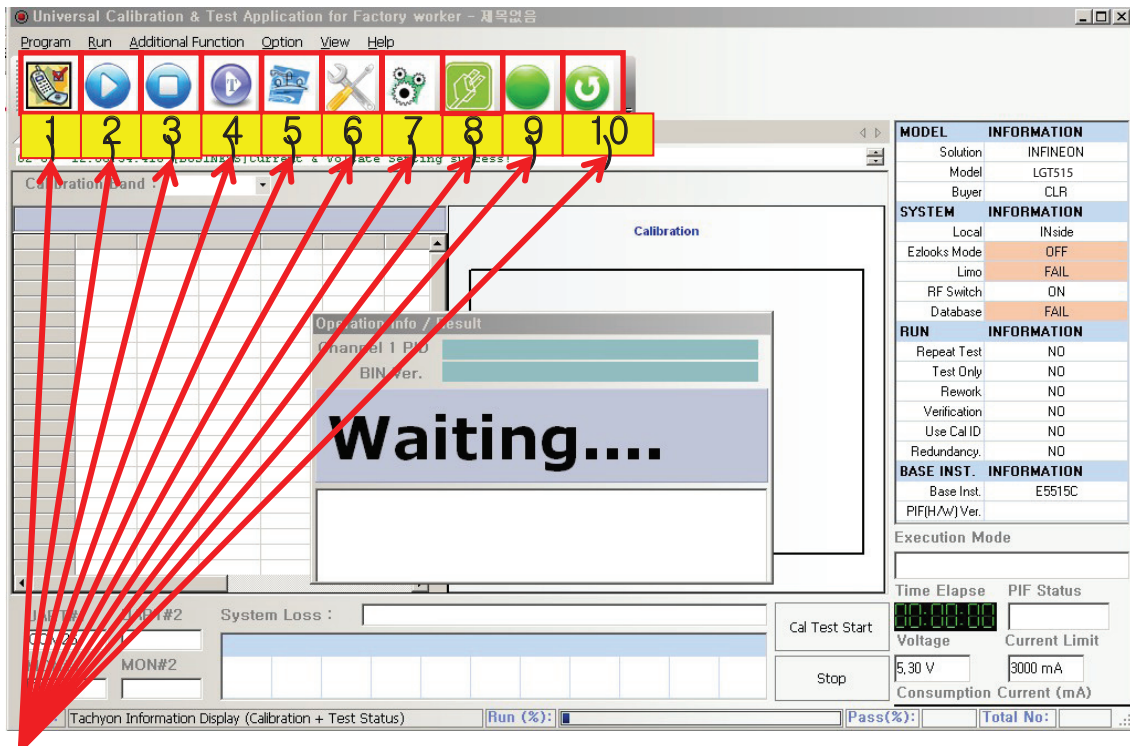 Universal Calibration & Test Application for Factory worker - 제목없음
Program Run Additional Function Option View Help
1) 2) 3) 4) 5) 6) 7) 8) 9) 10)
Current & Voltate Setting success!
Calibration Band :
Calibration
Operation Info / Result
Channel 1 PID
BIN Ver.
Waiting....
MODEL INFORMATION
Solution INFINEON
Model LGT515
Buyer CLR
SYSTEM INFORMATION
Local INside
Ezlooks Mode OFF
Limo FAIL
RF Switch ON
Database FAIL
RUN INFORMATION
Repeat Test NO
Test Only NO
Rework NO
Verification NO
Use Cal ID NO
Redundancy. NO
BASE INST. INFORMATION
Base Inst. E5515C
PIF(H/W) Ver.
Execution Mode
Time Elapse PIF Status
00:00:00
Voltage Current Limit
5,30 V 3000 mA
Consumption Current (mA)
UART#2 System Loss :
MON#2
Cal Test Start
Stop
Tachyon Information Display (Calibration + Test Status) Run (%): Pass(%): Total No: